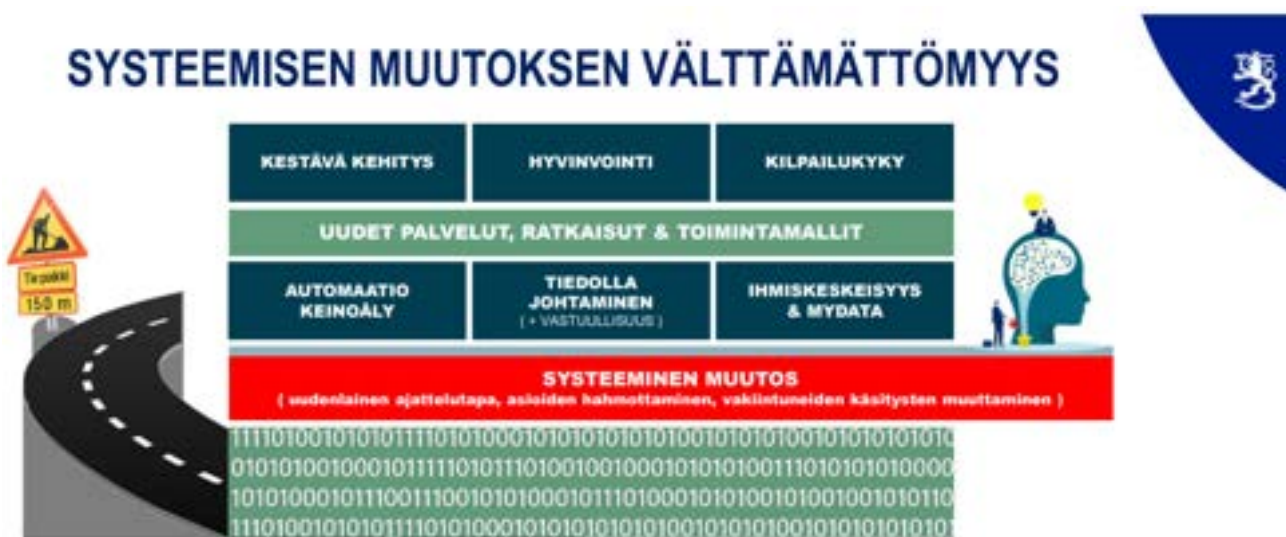 SYSTEEMISEN MUUTOKSEN VÄLTTÄMÄTTÖMYYS
KESTÄVÄ KEHITYS
HYVINVOINTI
KILPAILUKYKY
UUDET PALVELUT, RATKAISUT & TOIMINTAMALLIT
AUTOMAATIO
KEINOÄLY
TIEDOLLA
JOHTAMINEN
( + VASTUULLISUUS )
IHMISKESKEISYYS
& MYDATA
150 m
SYSTEEMINEN MUUTOS
( uudenlainen ajattelutapa, asioiden hahmottaminen, vakiintuneiden käsitysten muuttaminen )